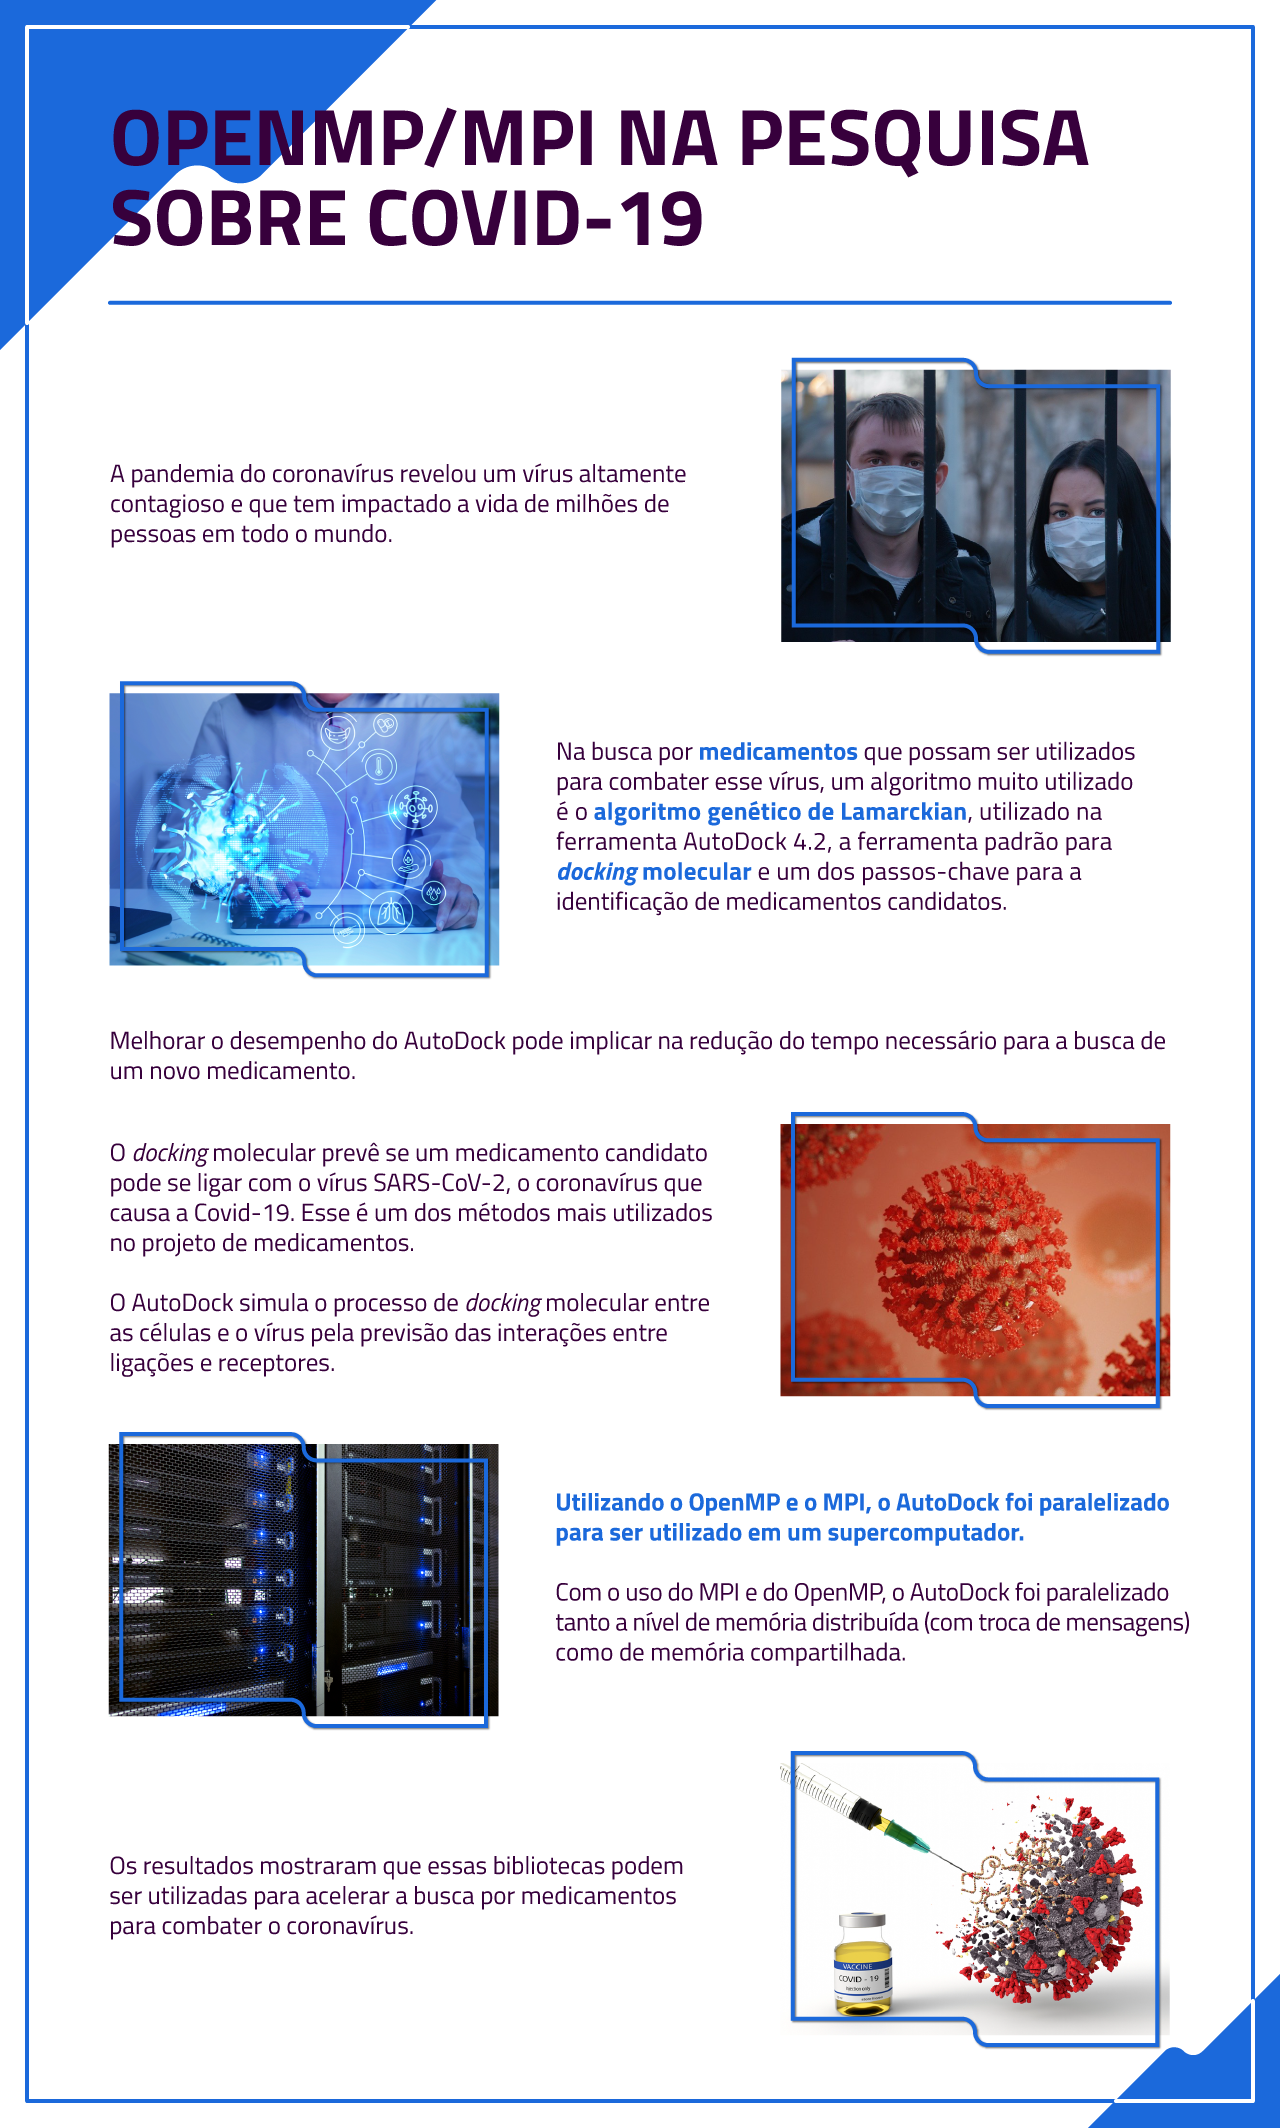 OPENMP/MPI NA PESQUISA
SOBRE COVID-19
A pandemia do coronavírus revelou um vírus altamente
contagioso e que tem impactado a vida de milhões de
pessoas em todo o mundo.
Na busca por medicamentos que possam ser utilizados
para combater esse vírus, um algoritmo muito utilizado
é o algoritmo genético de Lamarckian, utilizado na
ferramenta AutoDock 4.2, a ferramenta padrão para
docking molecular e um dos passos-chave para a
identificação de medicamentos candidatos.
Melhorar o desempenho do AutoDock pode implicar na redução do tempo necessário para a busca de
um novo medicamento.
O docking molecular prevê se um medicamento candidato
pode se ligar com o vírus SARS-CoV-2, o coronavírus que
causa a Covid-19. Esse é um dos métodos mais utilizados
no projeto de medicamentos.
O AutoDock simula o processo de docking molecular entre
as células e o vírus pela previsão das interações entre
ligações e receptores.
Utilizando o OpenMP e o MPI, o AutoDock foi paralelizado
para ser utilizado em um supercomputador.
Com o uso do MPI e do OpenMP, o AutoDock foi paralelizado
tanto a nível de memória distribuída (com troca de mensagens)
como de memória compartilhada.
Os resultados mostraram que essas bibliotecas podem
ser utilizadas para acelerar a busca por medicamentos
para combater o coronavírus.
VACCINE
COVID - 19
Injection only